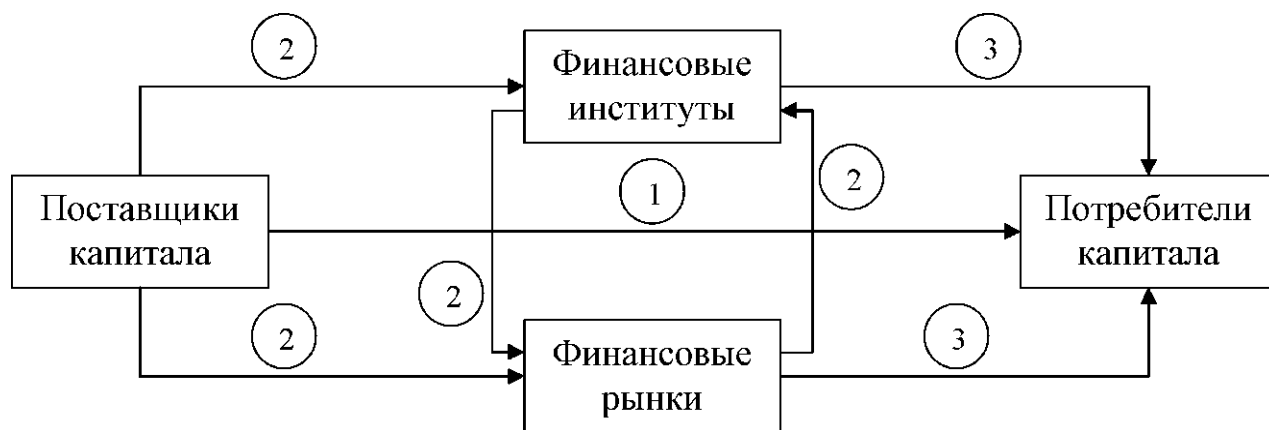 2
Финансовые
институты
3
Поставщики
капитала
1
2
Потребители
капитала
2
2
Финансовые
рынки
3